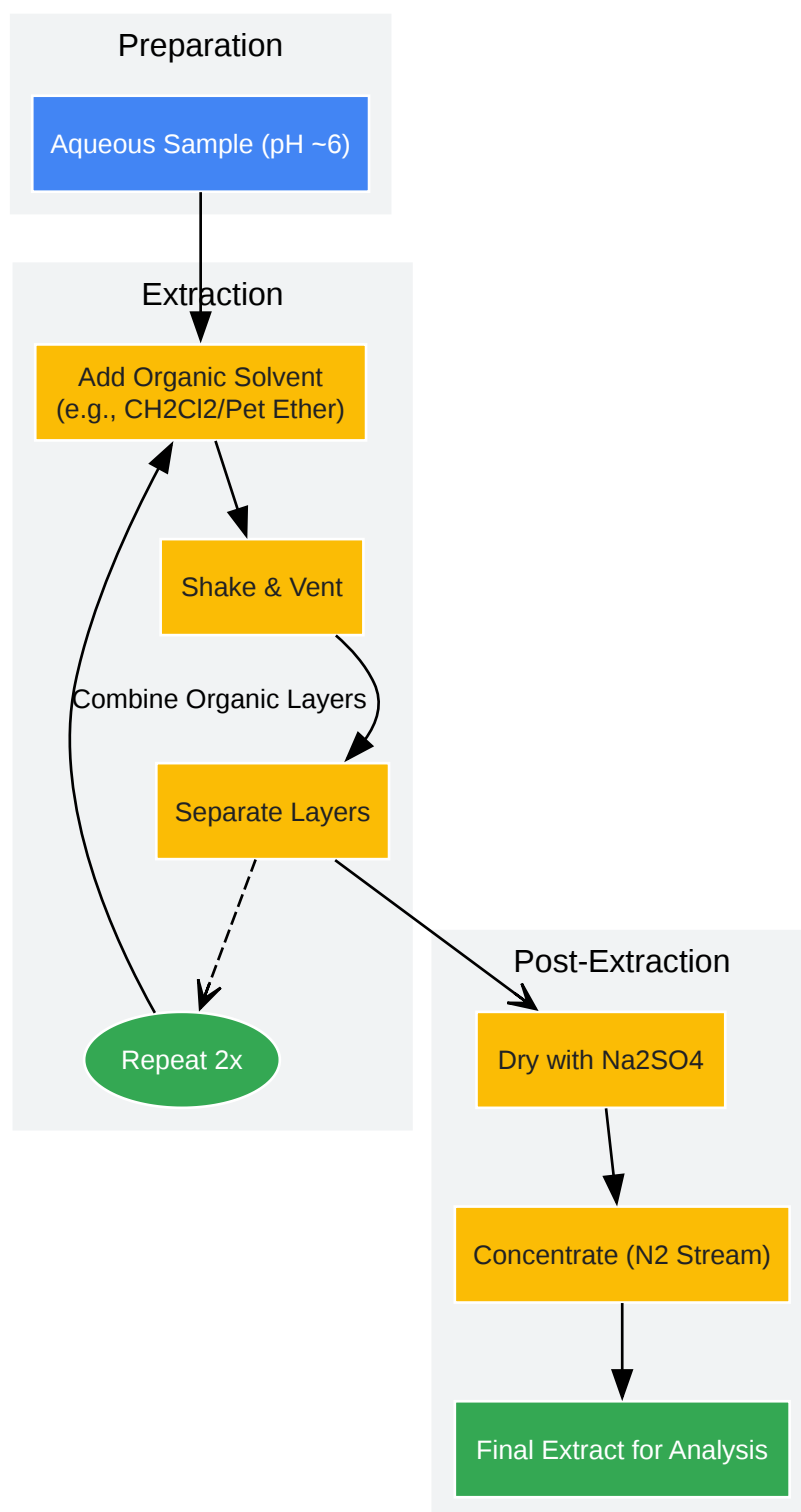 Preparation
Aqueous Sample (pH ~6)
Extraction
Add Organic Solvent
(e.g., CH2Cl2/Pet Ether)
Shake & Vent
Combine Organic Layers
Separate Layers
Repeat 2x
Post-Extraction
Dry with Na2SO4
Concentrate (N2 Stream)
Final Extract for Analysis